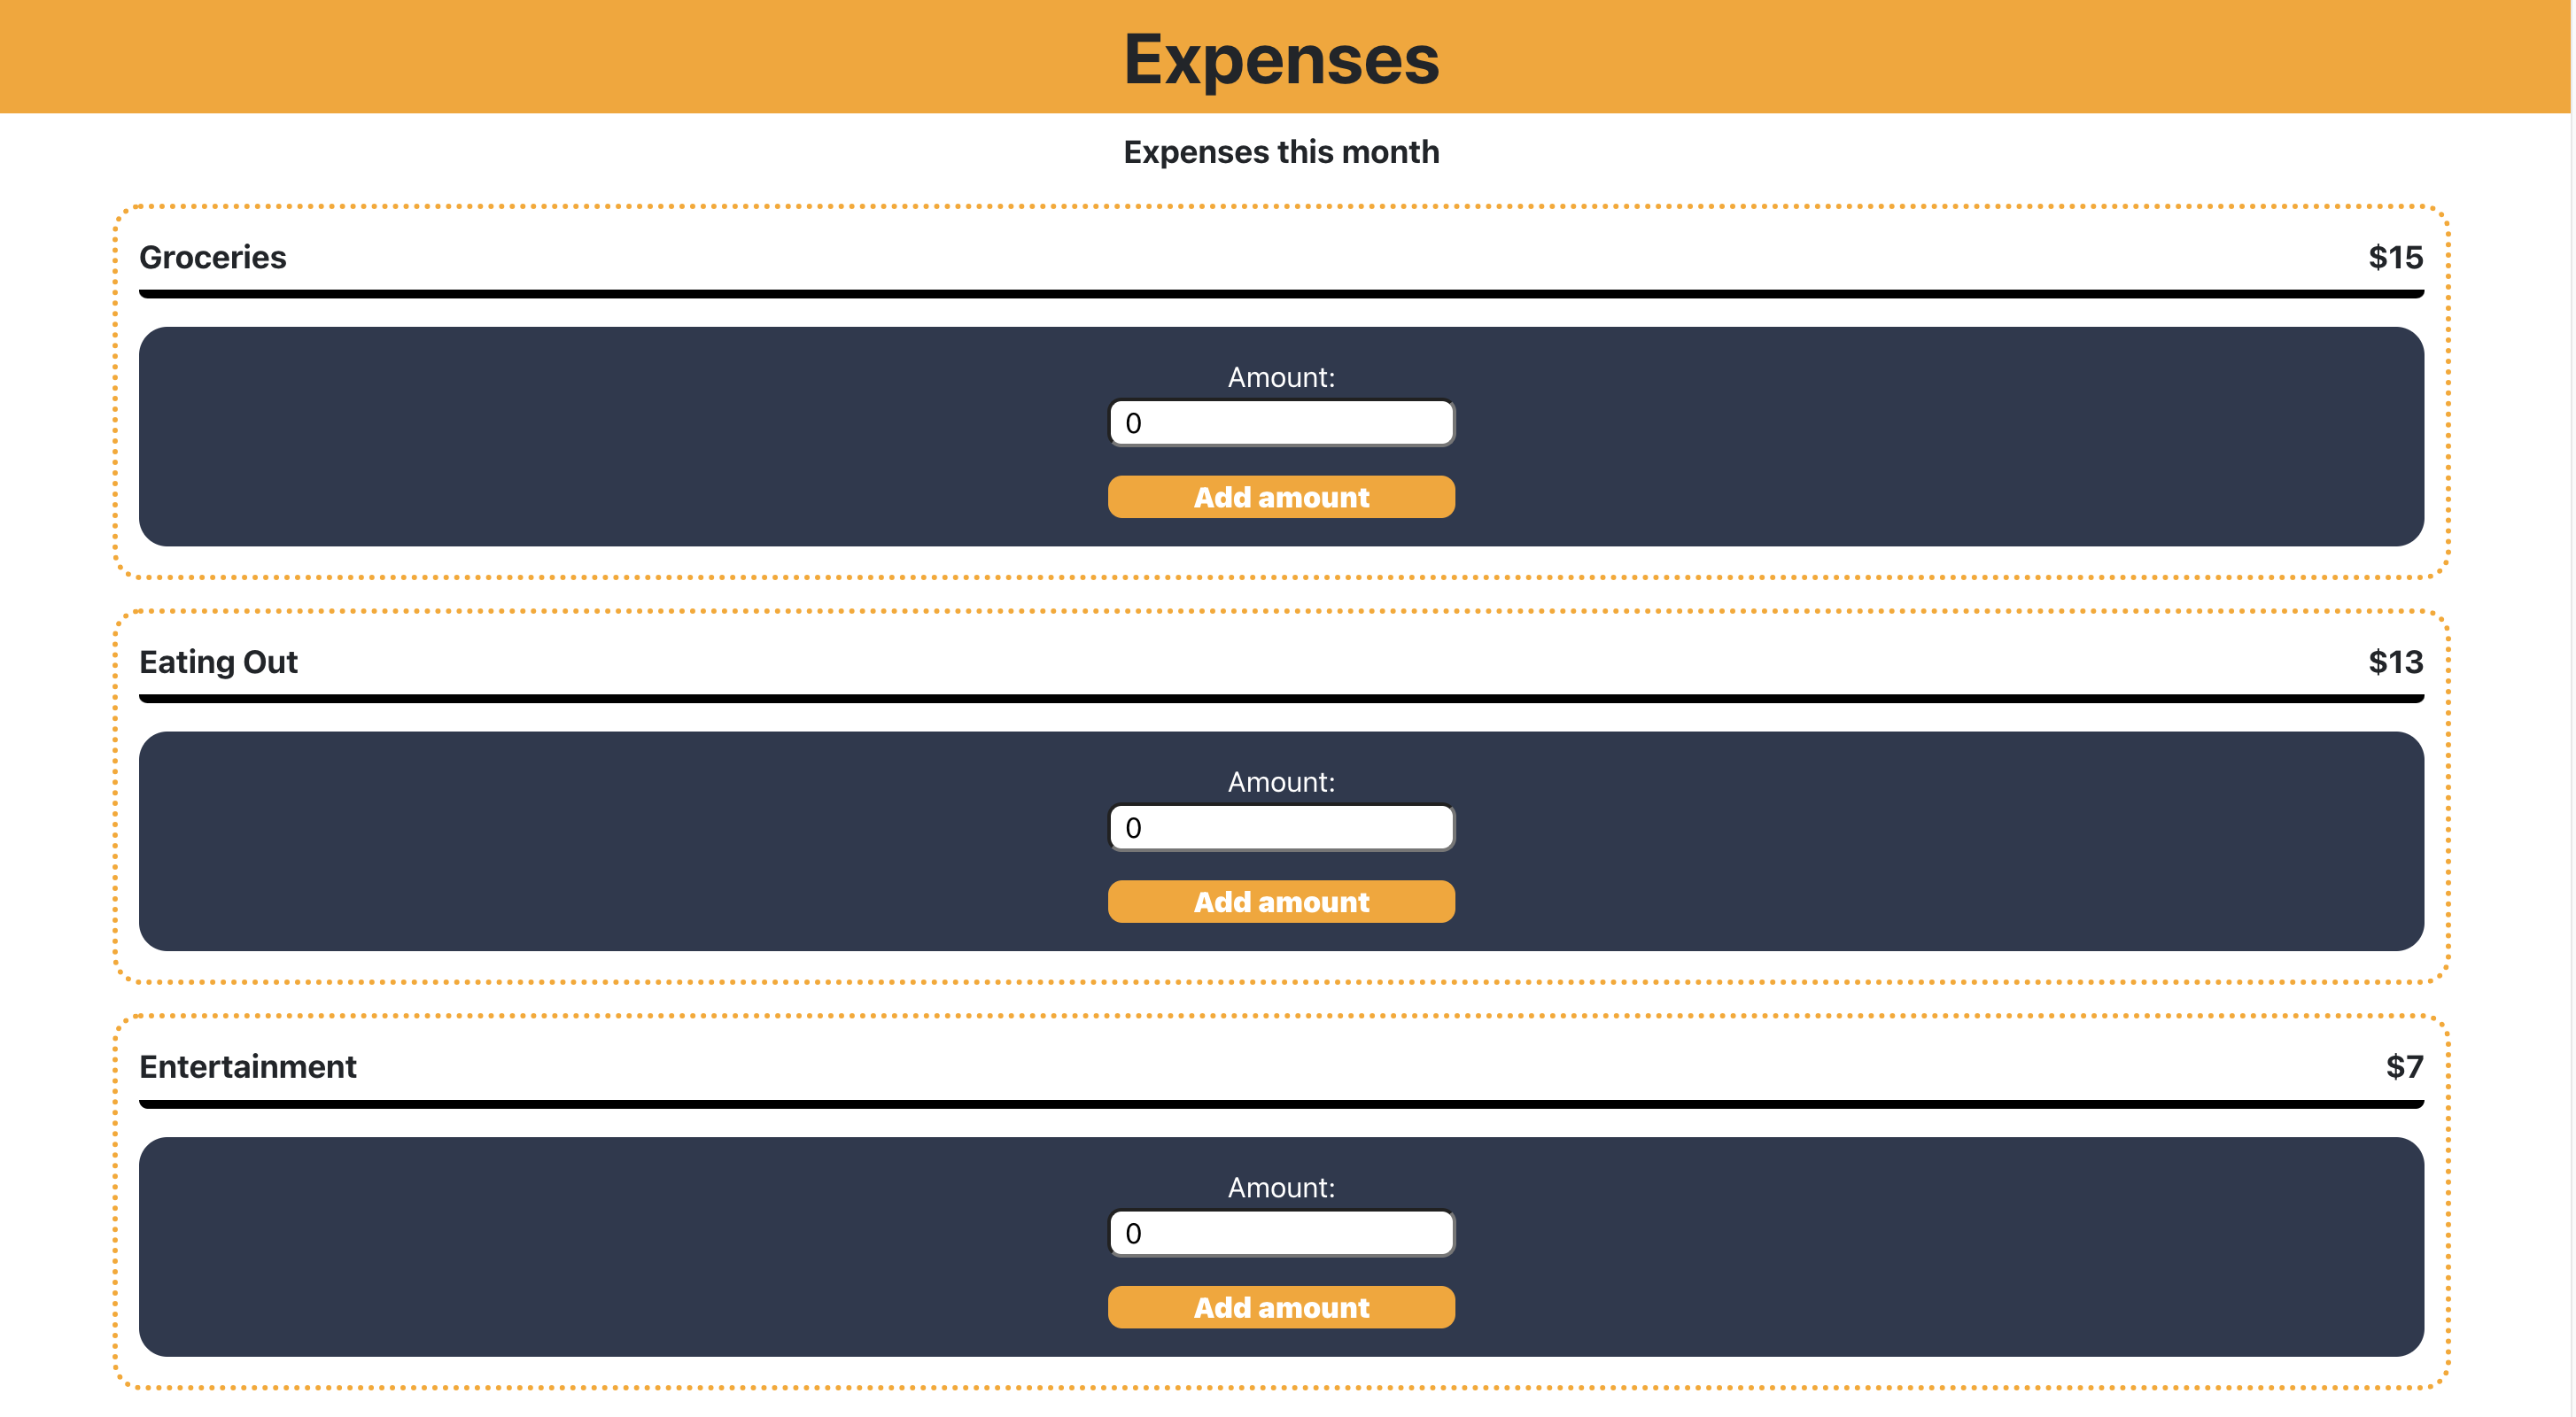 Expenses
Expenses this month
Groceries $15
Amount:
0
Add amount
Eating Out $13
Amount:
0
Add amount
Entertainment $7
Amount:
0
Add amount